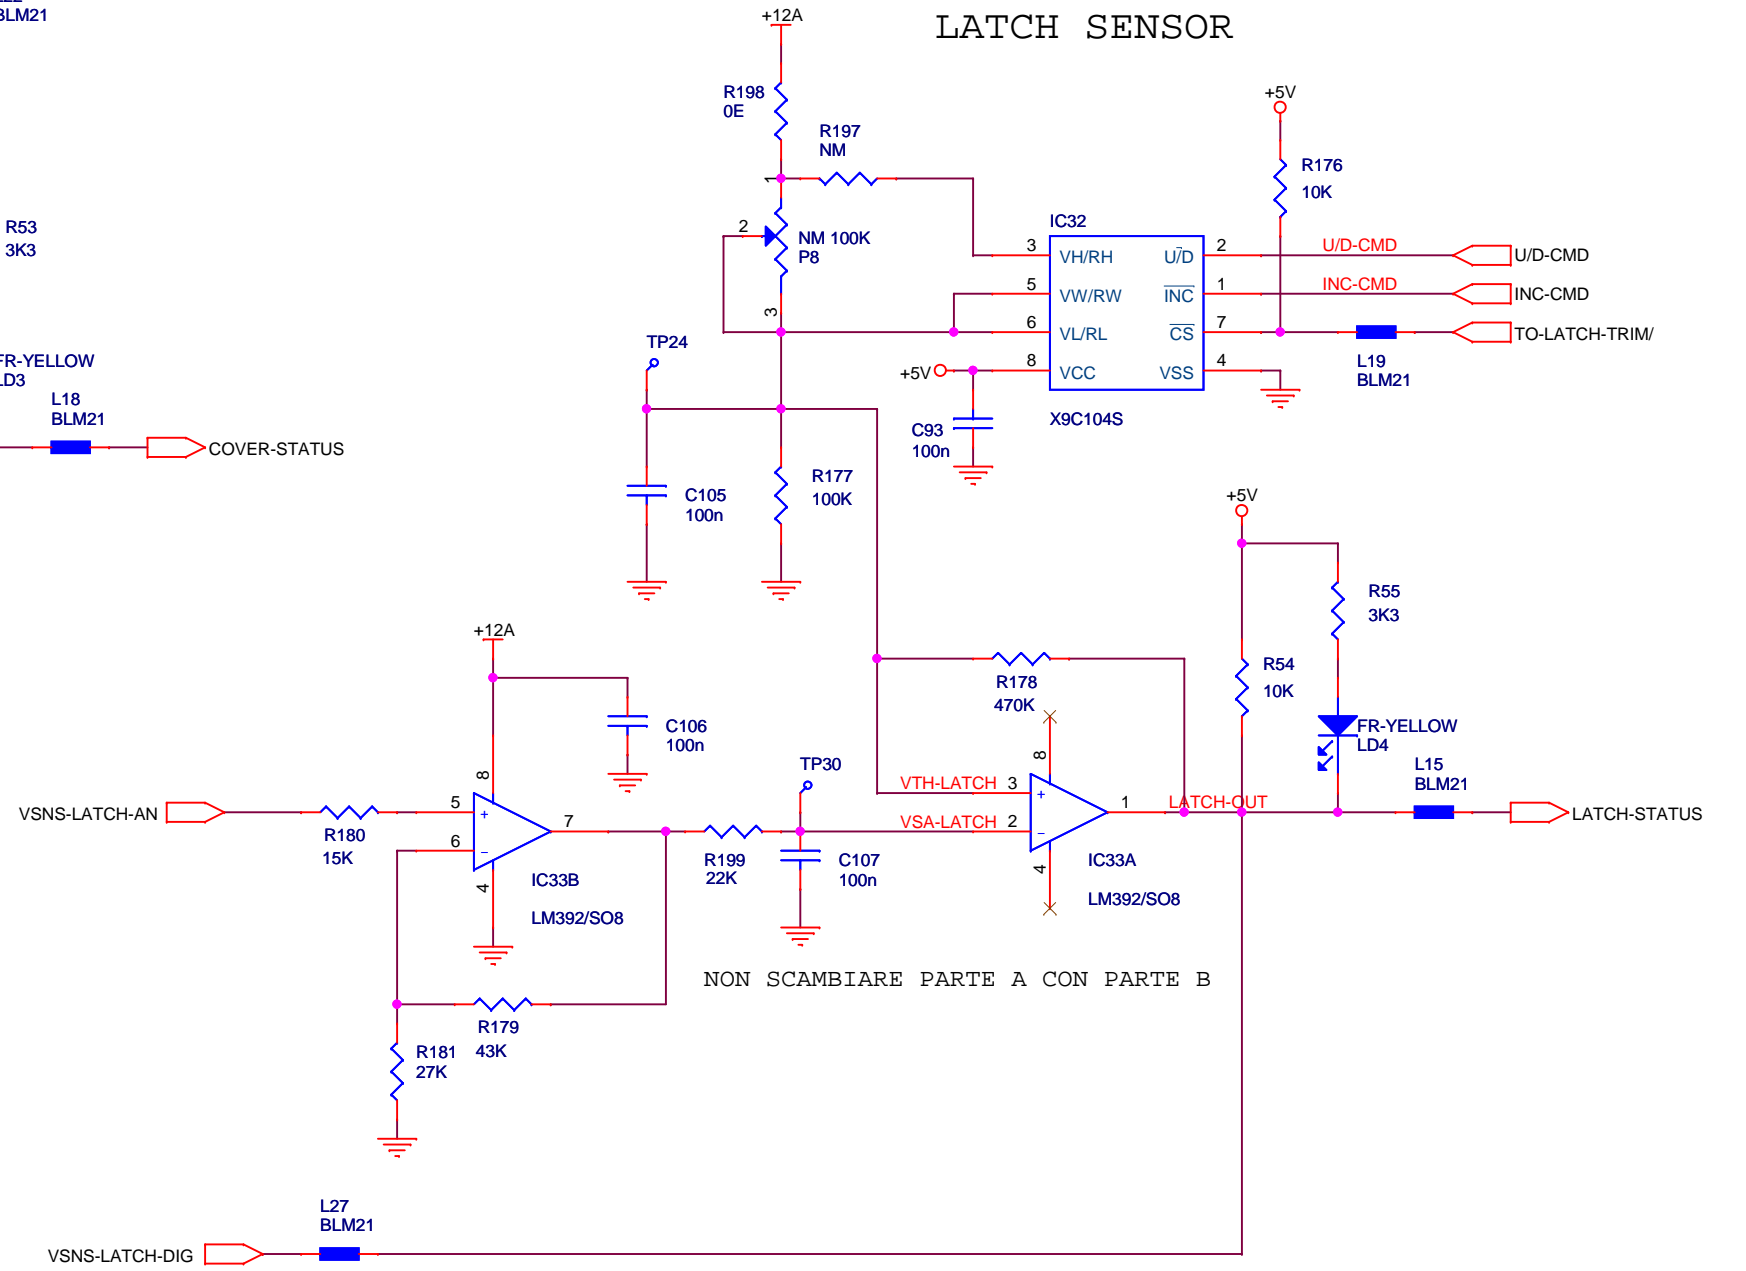 BLM21
+12A
LATCH SENSOR
R198
0E
R197
NM
+5V
R176
10K
1
2
NM 100K
P8
3
IC32
3 VH/RH U/D 2
5 VW/RW INC 1
6 VL/RL CS 7
8 VCC VSS 4
X9C104S
U/D-CMD
U/D-CMD
INC-CMD
INC-CMD
TO-LATCH-TRIM/
L19
BLM21
R53
3K3
FR-YELLOW
LD3
L18
BLM21
COVER-STATUS
TP24
+5V
C93
100n
C105
100n
R177
100K
+5V
R55
3K3
R54
10K
FR-YELLOW
LD4
L15
BLM21
LATCH-STATUS
+12A
C106
100n
R178
470K
TP30
VTH-LATCH 3
VSA-LATCH 2
+
-
8
4
1
LATCH-OUT
IC33A
LM392/SO8
VSNS-LATCH-AN
R180
15K
5
6
+
-
8
4
7
IC33B
LM392/SO8
R199
22K
C107
100n
NON SCAMBIARE PARTE A CON PARTE B
R179
43K
R181
27K
L27
BLM21
VSNS-LATCH-DIG